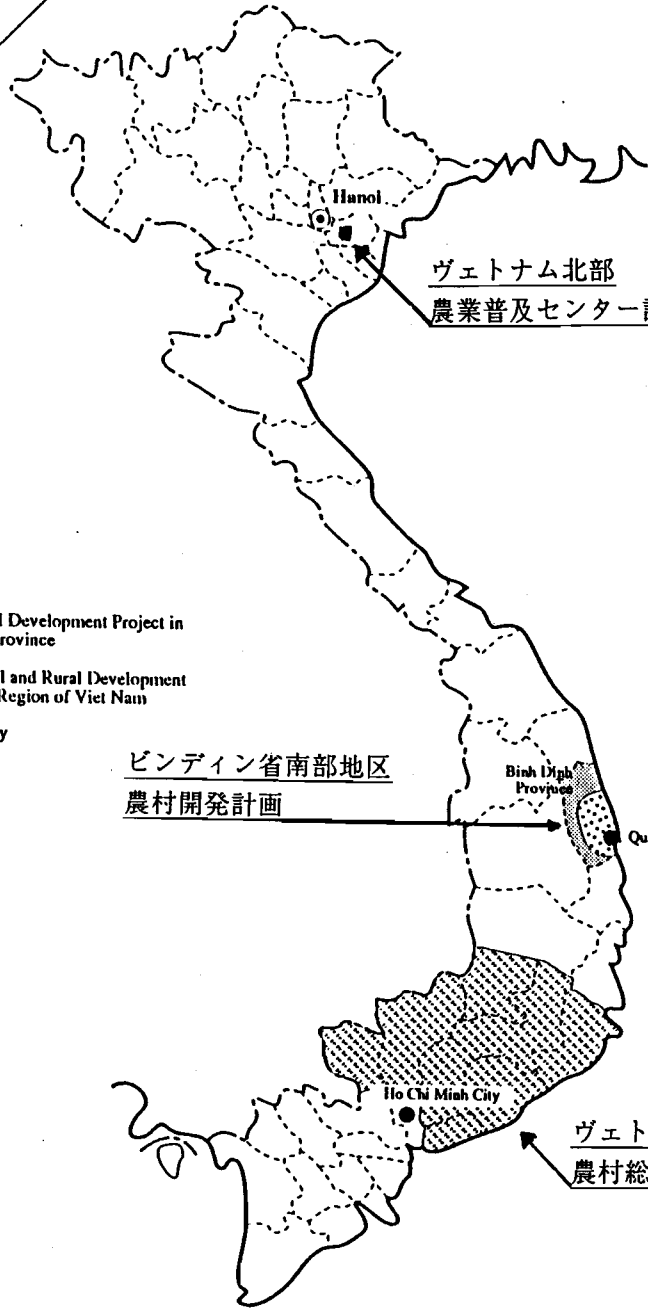 Hanoi
ヴェトナム北部
農業普及センター
Development Project in
rovince
l and Rural Development
Region of Viet Nam
y
ビンディン省南部地区
農村開発計画
Binh Diph
Province
Qu
Ho Chi Minh City
ヴェト
農村総